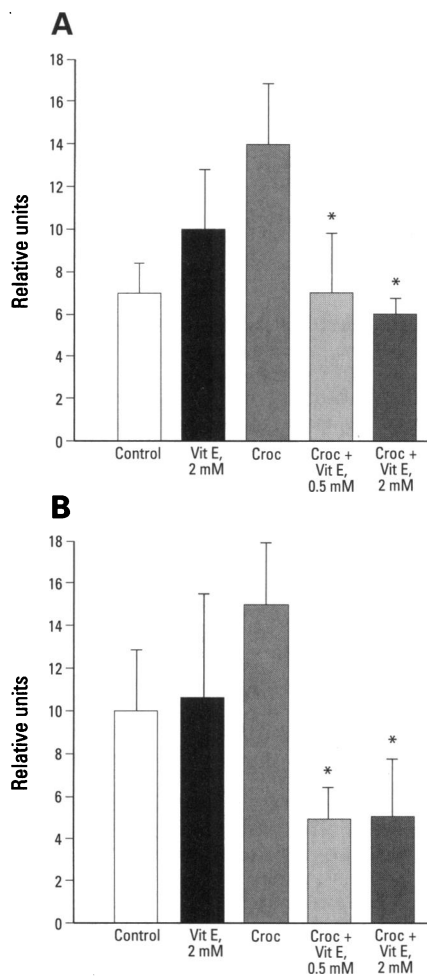 A
Relative units
18
16
14
12
10
8
6
4
2
0
*
*
Control
Vit E,
2 mM
Croc
Croc +
Vit E,
0.5 mM
Croc +
Vit E,
2 mM
B
Relative units
18
16
14
12
10
8
6
4
2
0
*
*
Control
Vit E,
2 mM
Croc
Croc +
Vit E,
0.5 mM
Croc +
Vit E,
2 mM